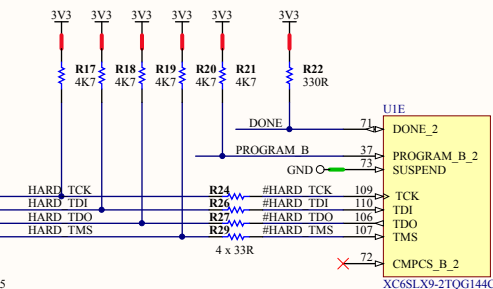 3V3 3V3 3V3 3V3 3V3 3V3
R17 R18 R19 R20 R21 R22
4K7 4K7 4K7 4K7 4K7 330R
U1E
DONE 71 DONE_2
PROGRAM_B 37 PROGRAM_B_2
GND 73 SUSPEND
HARD_TCK R24 #HARD_TCK 109 TCK
HARD_TDI R26 #HARD_TDI 110 TDI
HARD_TDO R27 #HARD_TDO 106 TDO
HARD_TMS R29 #HARD_TMS 107 TMS
4 x 33R
72 CMPCS_B_2
5